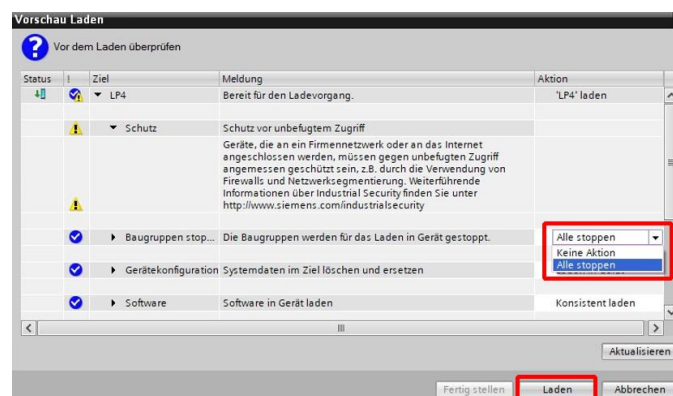 Vorschau Laden
Vor dem Laden überprüfen
Status ! Ziel Meldung Aktion
LP4 Bereit für den Ladevorgang. 'LP4' laden
Schutz Schutz vor unbefugtem Zugriff
Geräte, die an ein Firmennetzwerk oder an das Internet
angeschlossen werden, müssen gegen unbefugten Zugriff
angemessen geschützt sein, z.B. durch die Verwendung von
Firewalls und Netzwerksegmentierung. Weiterführende
Informationen über Industrial Security finden Sie unter
http://www.siemens.com/industrialsecurity
Baugruppen stop... Die Baugruppen werden für das Laden in Gerät gestoppt. Alle stoppen
Keine Aktion
Alle stoppen
Gerätekonfiguration Systemdaten im Ziel löschen und ersetzen
Software Software in Gerät laden Konsistent laden
Aktualisieren
Fertig stellen Laden Abbrechen